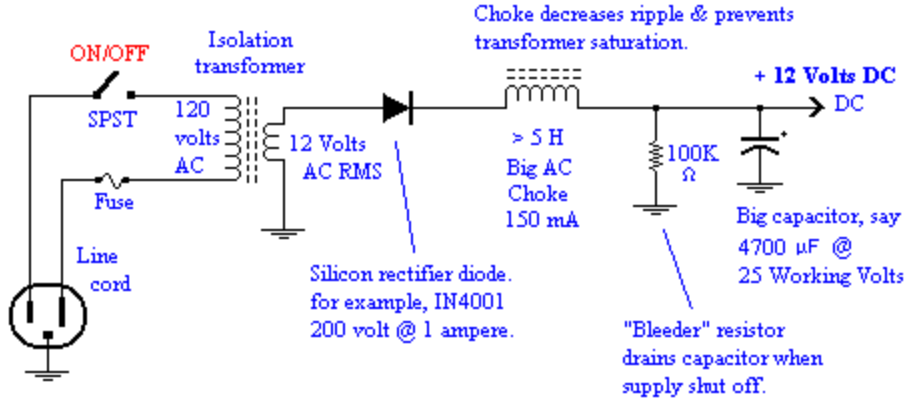 Choke decreases ripple & prevents
transformer saturation.
Isolation
transformer
ON/OFF
+ 12 Volts DC
DC
SPST
120
volts
AC
12 Volts
AC RMS
> 5 H
Big AC
Choke
150 mA
100K
Ω
+
Fuse
Big capacitor, say
4700 µF @
25 Working Volts
Line
cord
Silicon rectifier diode.
for example, IN4001
200 volt @ 1 ampere.
"Bleeder" resistor
drains capacitor when
supply shut off.